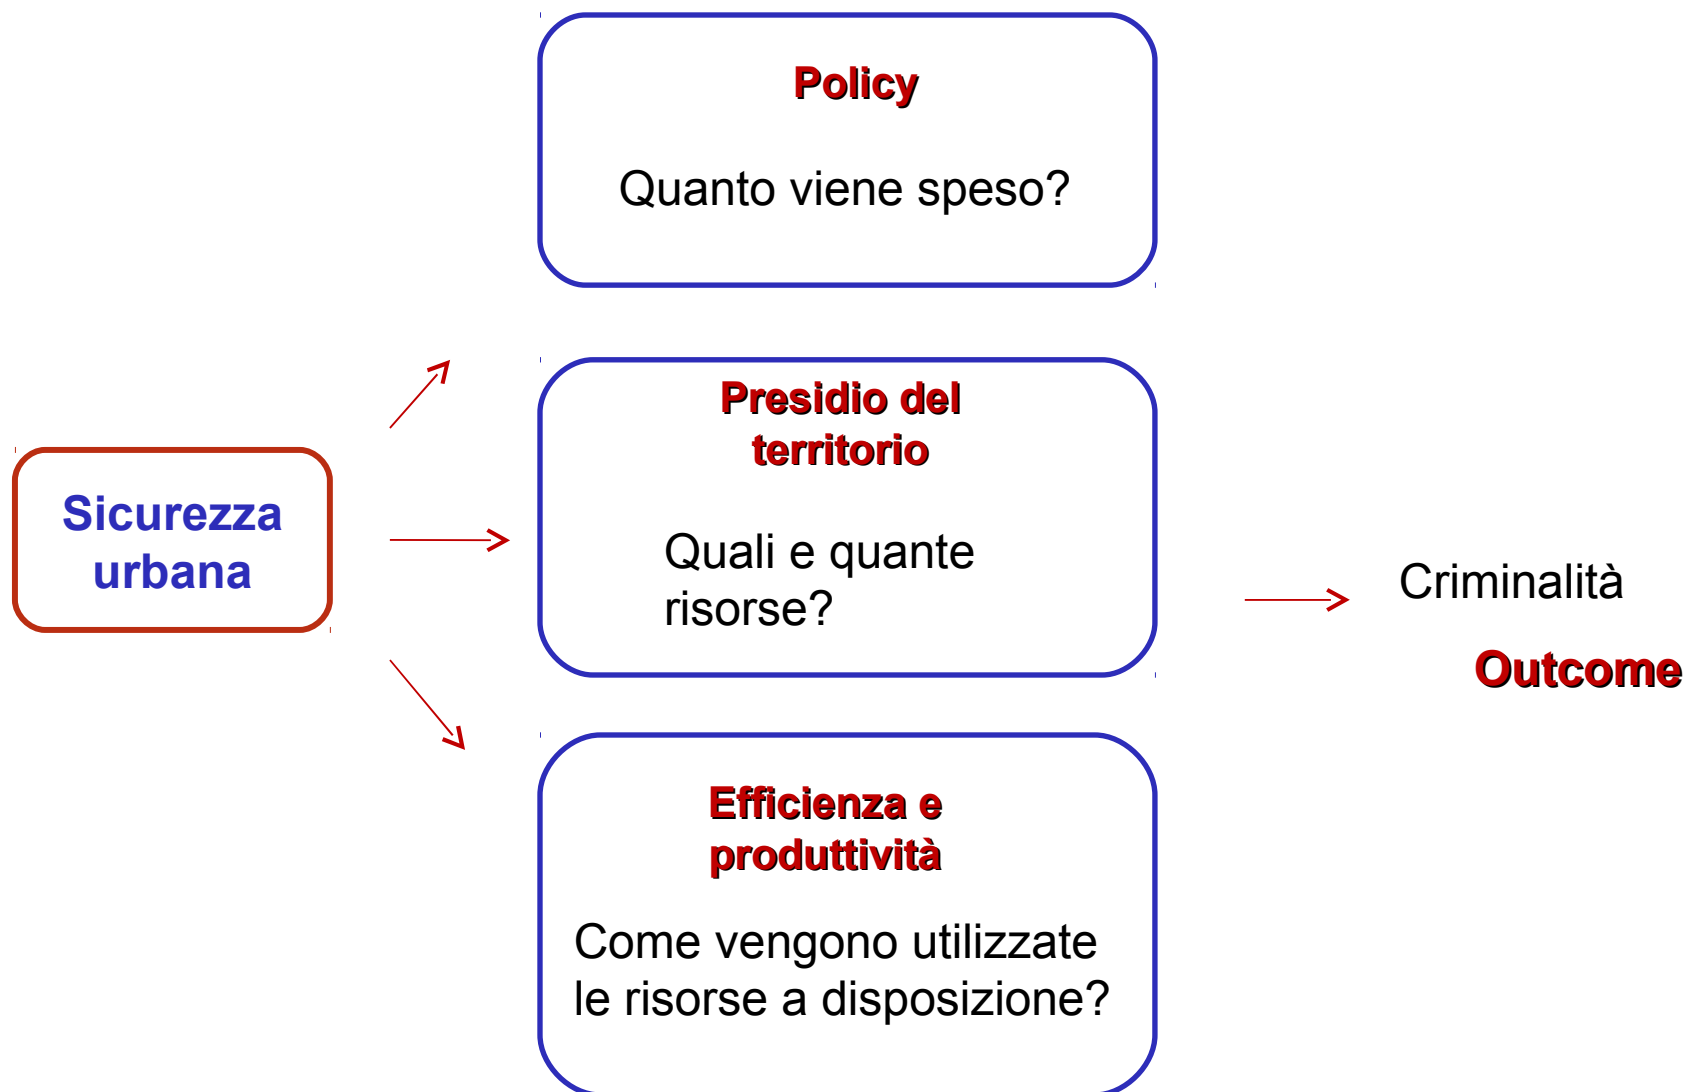 Policy
Quanto viene speso?
Sicurezza
urbana
Presidio del
territorio
Quali e quante
risorse?
Efficienza e
produttività
Come vengono utilizzate
le risorse a disposizione?
Criminalità
Outcome